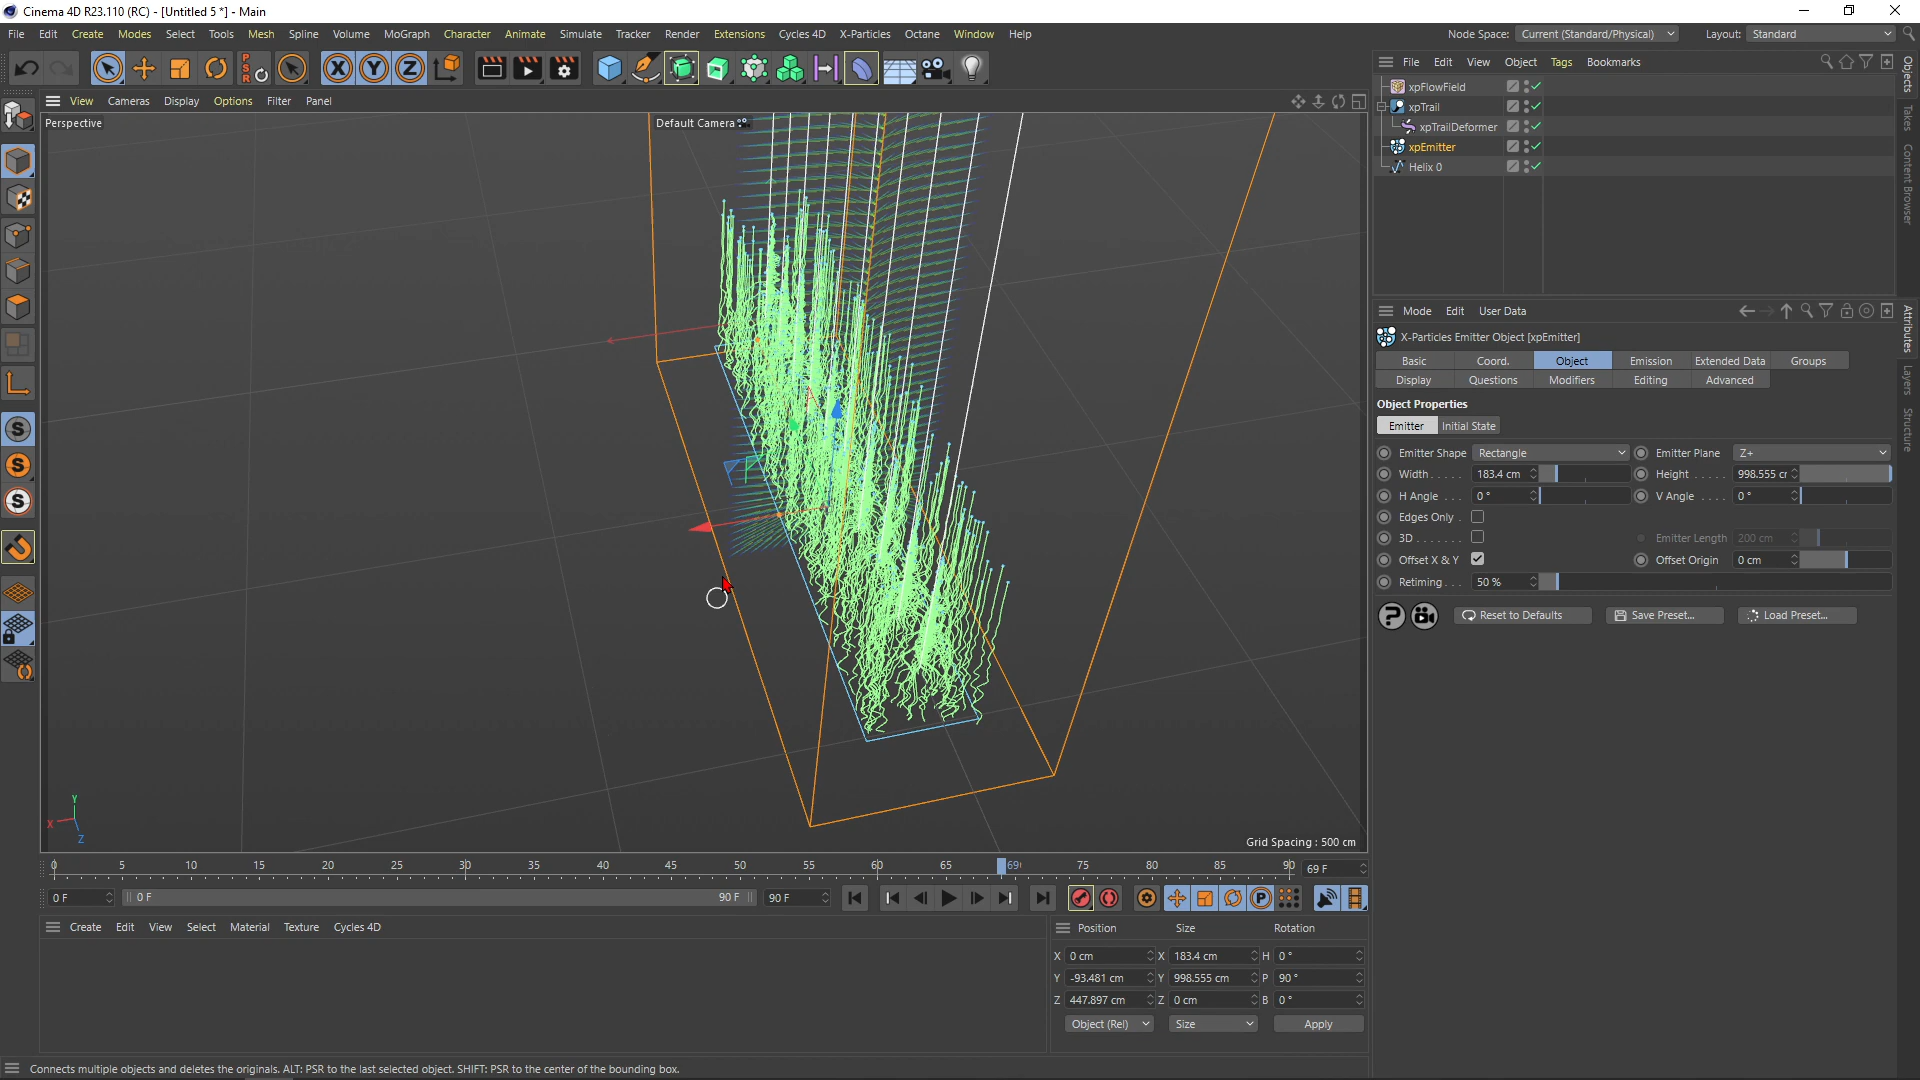 Cinema 4D R23.110 (RC) - [Untitled 5 *] - Main
File Edit Create Modes Select Tools Mesh Spline Volume MoGraph Character Animate Simulate Tracker Render Extensions Cycles 4D X-Particles Octane Window Help
Node Space: Current (Standard/Physical) Layout: Standard
PSR X Y Z
View Cameras Display Options Filter Panel
Perspective
Default Camera
File Edit View Object Tags Bookmarks
xpFlowField
xpTrail
xpTrailDeformer
xpEmitter
Helix 0
Objects
Takes
Content Browser
Attributes
Layers
Structure
Mode Edit User Data
X-Particles Emitter Object [xpEmitter]
Basic Coord. Object Emission Extended Data Groups
Display Questions Modifiers Editing Advanced
Object Properties
Emitter Initial State
Emitter Shape Rectangle Emitter Plane Z+
Width..... 183.4 cm Height ..... 998.555 cr
H Angle ... 0 ° V Angle .... 0 °
Edges Only .
3D....... Emitter Length 200 cm
Offset X & Y Offset Origin 0 cm
Retiming... 50 %
Reset to Defaults Save Preset... Load Preset...
S
S
S
Y
X
Z
Grid Spacing : 500 cm
0 5 10 15 20 25 30 35 40 45 50 55 60 65 69 75 80 85 90 69 F
0 F 0 F 90 F 90 F P
Create Edit View Select Material Texture Cycles 4D
Position Size Rotation
X 0 cm X 183.4 cm H 0 °
Y -93.481 cm Y 998.555 cm P 90 °
Z 447.897 cm Z 0 cm B 0 °
Object (Rel) Size Apply
Connects multiple objects and deletes the originals. ALT: PSR to the last selected object. SHIFT: PSR to the center of the bounding box.